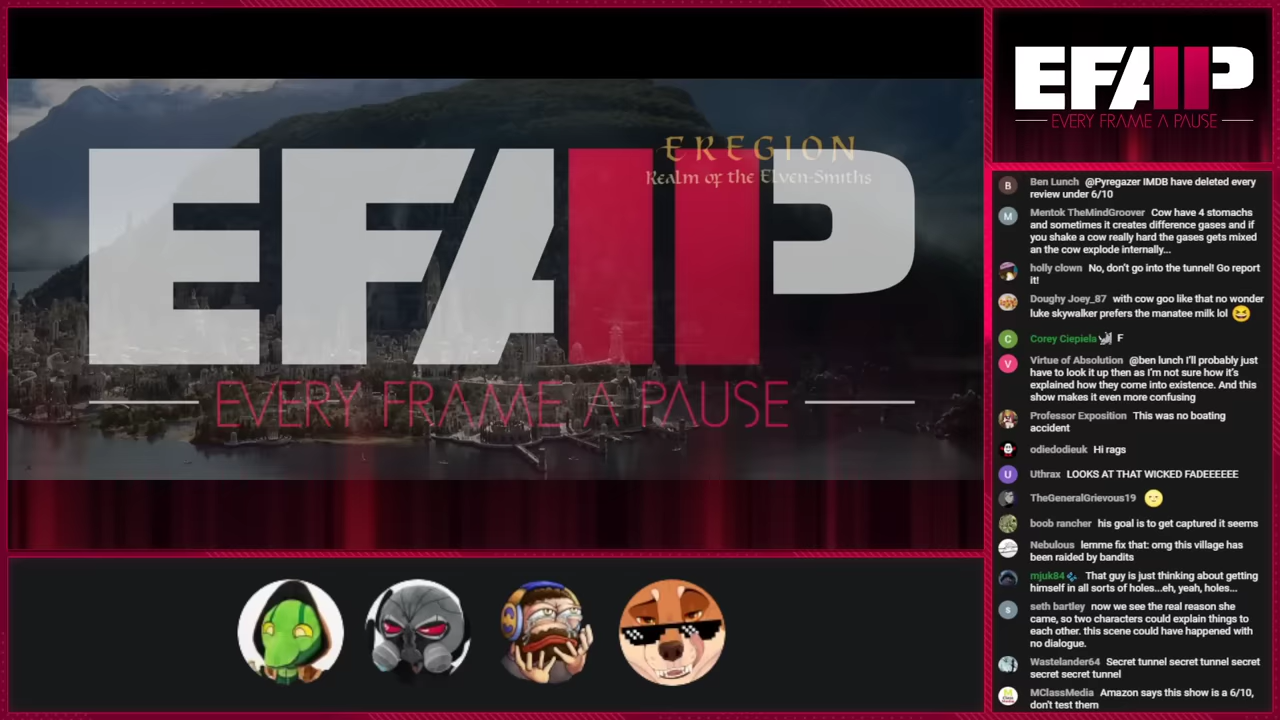 EREGION
Realm of the Elven-Smiths
EFAP
EVERY FRAME A PAUSE
EFAP
EVERY FRAME A PAUSE
B
Ben Lunch @Pyregazer IMDB have deleted every
review under 6/10
M
Mentok TheMindGroover Cow have 4 stomachs
and sometimes it creates difference gases and if
you shake a cow really hard the gases gets mixed
an the cow explode internally...
holly clown No, don't go into the tunnel! Go report
it!
Doughy Joey_87 with cow goo like that no wonder
luke skywalker prefers the manatee milk lol 😆
C
Corey Ciepiela F
V
Virtue of Absolution @ben lunch I'll probably just
have to look it up then as I'm not sure how it's
explained how they come into existence. And this
show makes it even more confusing
Professor Exposition This was no boating
accident
odiedodieuk Hi rags
U
Uthrax LOOKS AT THAT WICKED FADEEEEEE
TheGeneralGrievous19 🌝
boob rancher his goal is to get captured it seems
Nebulous lemme fix that: omg this village has
been raided by bandits
mjuk84 That guy is just thinking about getting
himself in all sorts of holes...eh, yeah, holes...
s
seth bartley now we see the real reason she
came, so two characters could explain things to
each other. this scene could have happened with
no dialogue.
Wastelander64 Secret tunnel secret tunnel secret
secret secret tunnel
MClassMedia Amazon says this show is a 6/10,
don't test them